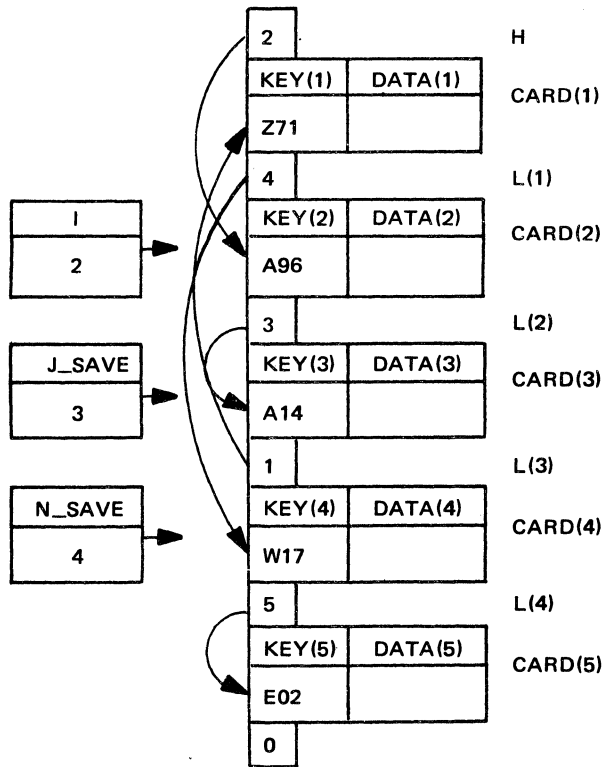 2 H
KEY(1) DATA(1) CARD(1)
Z71
4 L(1)
I KEY(2) DATA(2) CARD(2)
2 A96
3 L(2)
J_SAVE KEY(3) DATA(3) CARD(3)
3 A14
1 L(3)
N_SAVE KEY(4) DATA(4) CARD(4)
4 W17
5 L(4)
KEY(5) DATA(5) CARD(5)
E02
0